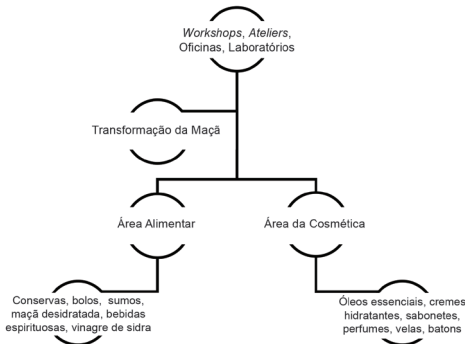 Workshops, Ateliers,
Oficinas, Laboratórios
Transformação da Maçã
Área Alimentar
Área da Cosmética
Conservas, bolos, sumos,
maçã desidratada, bebidas
espirituosas, vinagre de sidra
Óleos essenciais, cremes
hidratantes, sabonetes,
perfumes, velas, batons